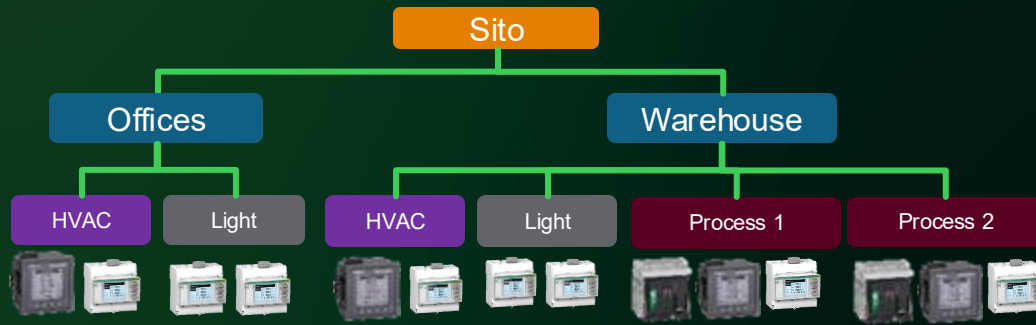 Sito
Offices
Warehouse
HVAC
Light
HVAC
Light
Process 1
Process 2